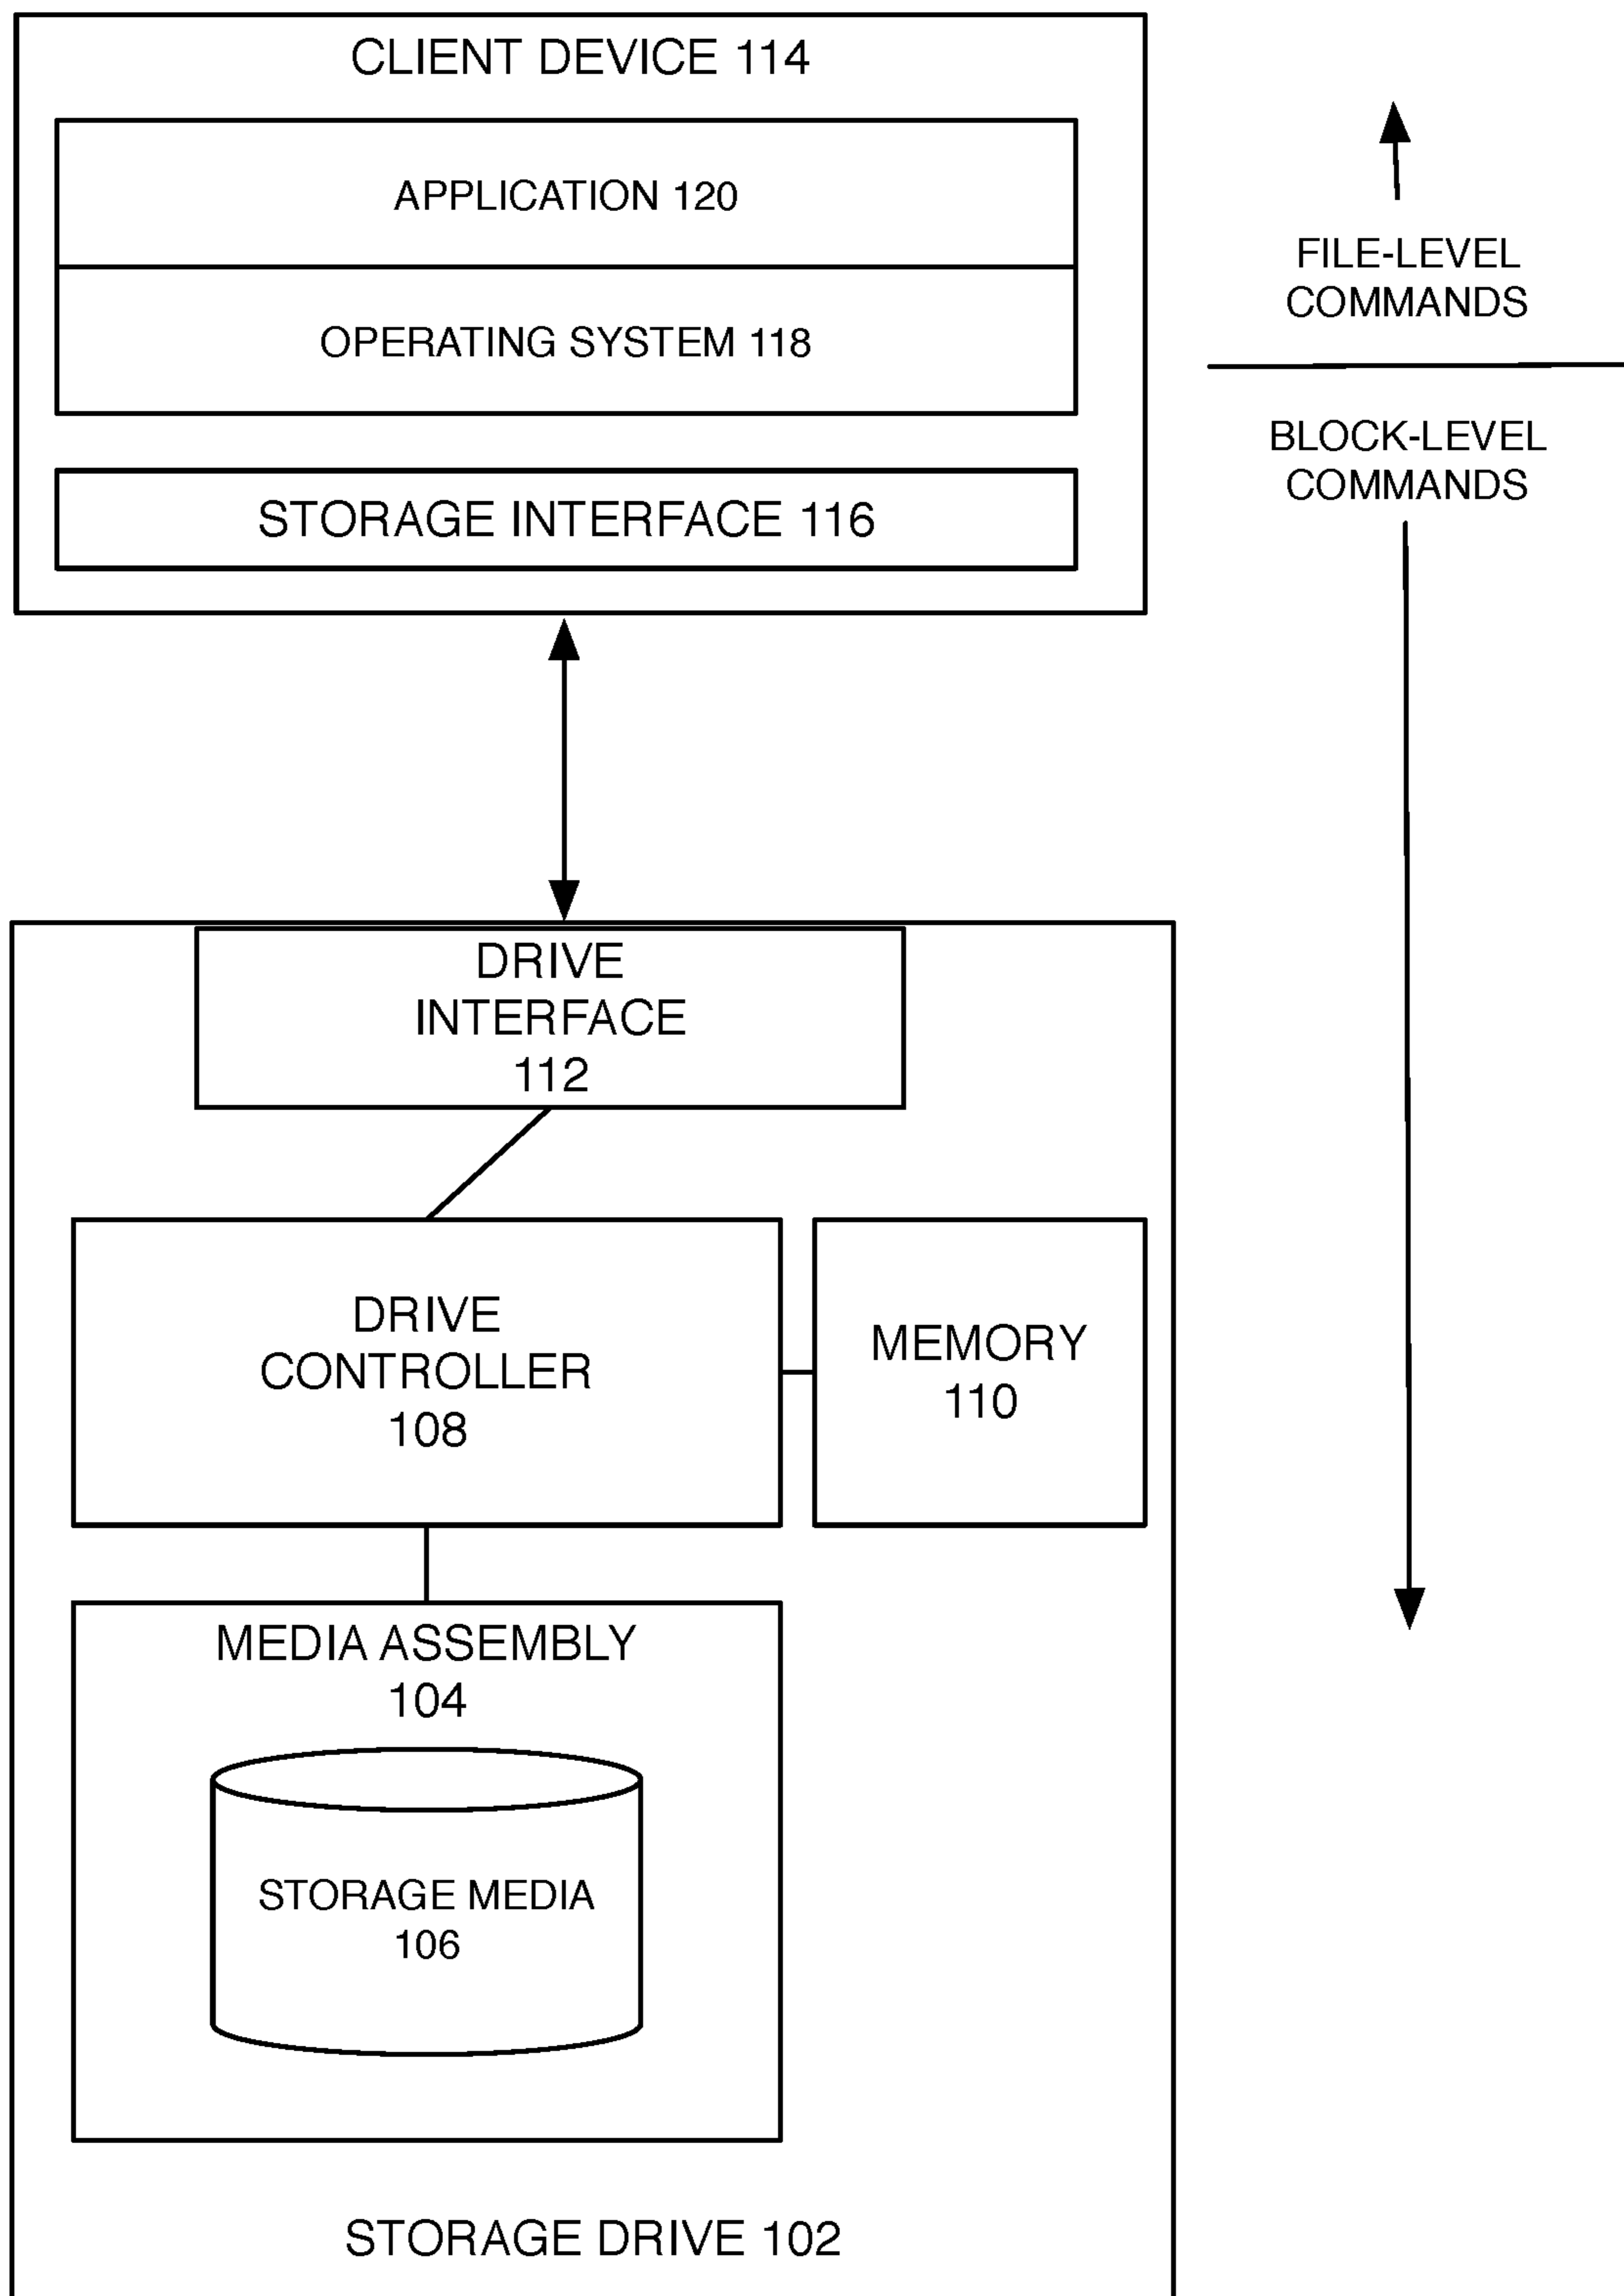 CLIENT DEVICE 114
APPLICATION 120
OPERATING SYSTEM 118
STORAGE INTERFACE 116
FILE-LEVEL
COMMANDS
BLOCK-LEVEL
COMMANDS
DRIVE
INTERFACE
112
DRIVE
CONTROLLER
108
MEMORY
110
MEDIA ASSEMBLY
104
STORAGE MEDIA
106
STORAGE DRIVE 102